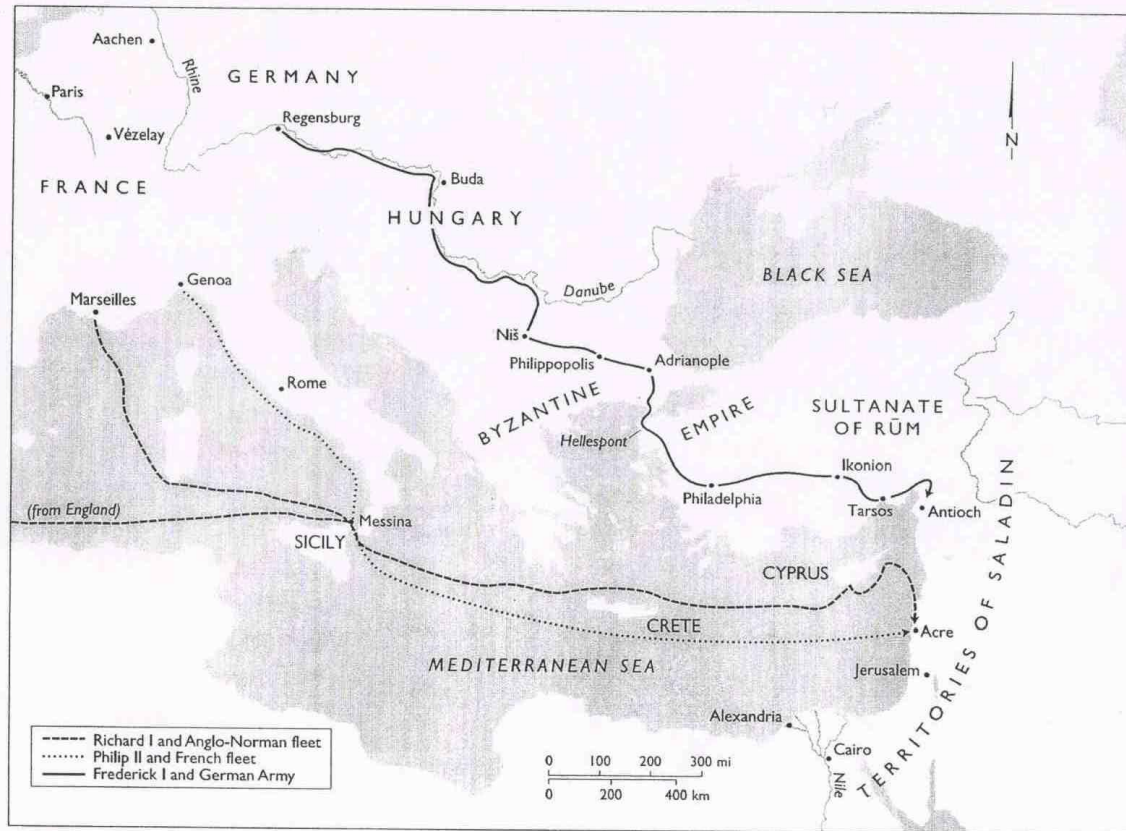 Aachen
Rhine
GERMANY
Paris
Regensburg
Vézelay
N
Buda
FRANCE
HUNGARY
BLACK SEA
Genoa
Danube
Marseilles
Niš
Philippopolis
Adrianople
Rome
BYZANTINE
EMPIRE
SULTANATE
OF RŪM
Hellespont
Ikonion
Philadelphia
Tarsos
Antioch
(from England)
Messina
SICILY
CYPRUS
TERRITORIES OF SALADIN
CRETE
Acre
MEDITERRANEAN SEA
Jerusalem
Alexandria
Cairo
Nile
Richard I and Anglo-Norman fleet
Philip II and French fleet
Frederick I and German Army
0 100 200 300 mi
0 200 400 km